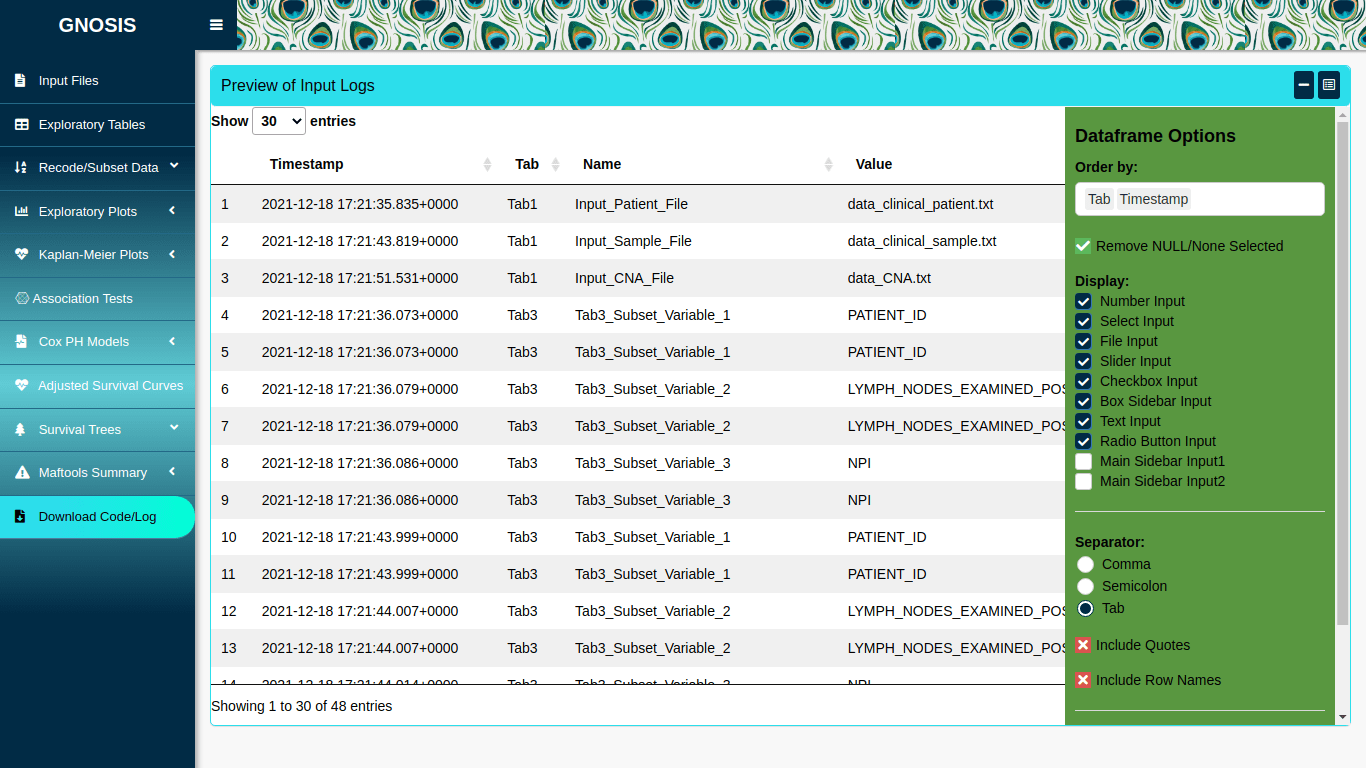 GNOSIS
Input Files
Exploratory Tables
Recode/Subset Data
Exploratory Plots
Kaplan-Meier Plots
Association Tests
Cox PH Models
Adjusted Survival Curves
Survival Trees
Maftools Summary
Download Code/Log
Preview of Input Logs
Show 30 entries
Timestamp Tab Name Value
1 2021-12-18 17:21:35.835+0000 Tab1 Input_Patient_File data_clinical_patient.txt
2 2021-12-18 17:21:43.819+0000 Tab1 Input_Sample_File data_clinical_sample.txt
3 2021-12-18 17:21:51.531+0000 Tab1 Input_CNA_File data_CNA.txt
4 2021-12-18 17:21:36.073+0000 Tab3 Tab3_Subset_Variable_1 PATIENT_ID
5 2021-12-18 17:21:36.073+0000 Tab3 Tab3_Subset_Variable_1 PATIENT_ID
6 2021-12-18 17:21:36.079+0000 Tab3 Tab3_Subset_Variable_2 LYMPH_NODES_EXAMINED_POS
7 2021-12-18 17:21:36.079+0000 Tab3 Tab3_Subset_Variable_2 LYMPH_NODES_EXAMINED_POS
8 2021-12-18 17:21:36.086+0000 Tab3 Tab3_Subset_Variable_3 NPI
9 2021-12-18 17:21:36.086+0000 Tab3 Tab3_Subset_Variable_3 NPI
10 2021-12-18 17:21:43.999+0000 Tab3 Tab3_Subset_Variable_1 PATIENT_ID
11 2021-12-18 17:21:43.999+0000 Tab3 Tab3_Subset_Variable_1 PATIENT_ID
12 2021-12-18 17:21:44.007+0000 Tab3 Tab3_Subset_Variable_2 LYMPH_NODES_EXAMINED_POS
13 2021-12-18 17:21:44.007+0000 Tab3 Tab3_Subset_Variable_2 LYMPH_NODES_EXAMINED_POS
14 2021-12-18 17:21:44.014+0000 Tab3 Tab3_Subset_Variable_3 NPI
Showing 1 to 30 of 48 entries
Dataframe Options
Order by:
Tab Timestamp
Remove NULL/None Selected
Display:
Number Input
Select Input
File Input
Slider Input
Checkbox Input
Box Sidebar Input
Text Input
Radio Button Input
Main Sidebar Input1
Main Sidebar Input2
Separator:
Comma
Semicolon
Tab
Include Quotes
Include Row Names